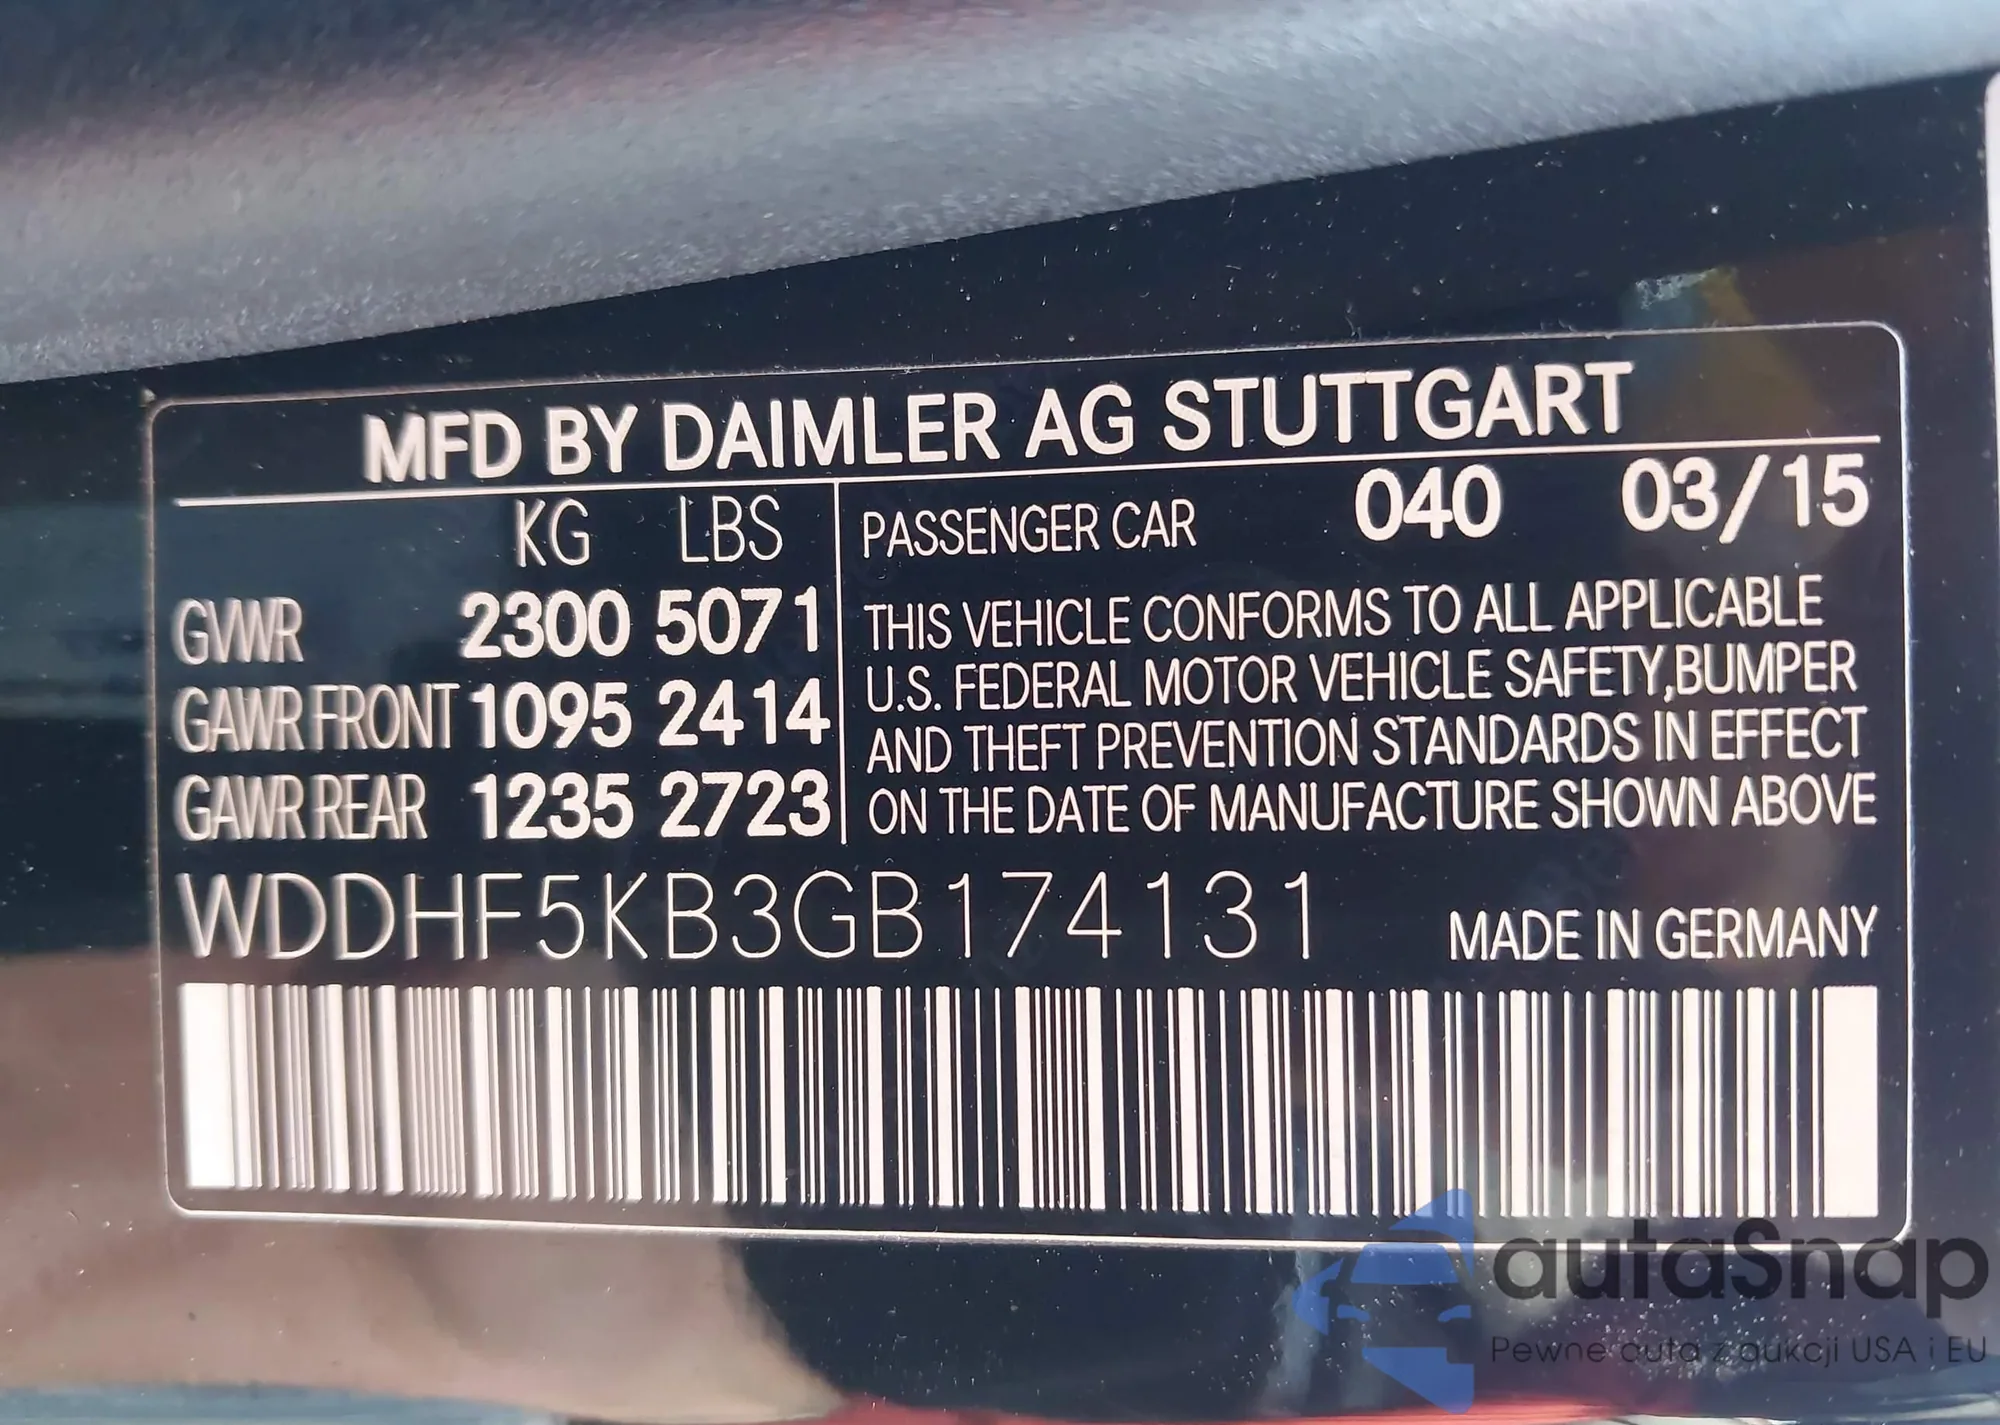 MFD BY DAIMLER AG STUTTGART
KG LBS
GVWR 2300 5071
GAWR FRONT 1095 2414
GAWR REAR 1235 2723
PASSENGER CAR 040 03/15
THIS VEHICLE CONFORMS TO ALL APPLICABLE
U.S. FEDERAL MOTOR VEHICLE SAFETY,BUMPER
AND THEFT PREVENTION STANDARDS IN EFFECT
ON THE DATE OF MANUFACTURE SHOWN ABOVE
WDDHF5KB3GB174131
MADE IN GERMANY
autaSnap
Pewne auta z aukcji USA i EU